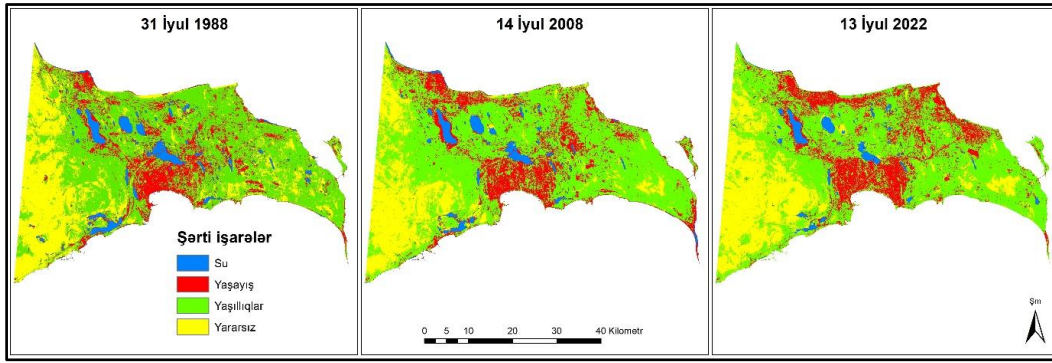 31 İyul 1988
14 İyul 2008
13 İyul 2022
Şərti işarələr
Su
Yaşayış
Yaşıllıqlar
Yararsız
0 5 10 20 30 40 Kilometr
Şm